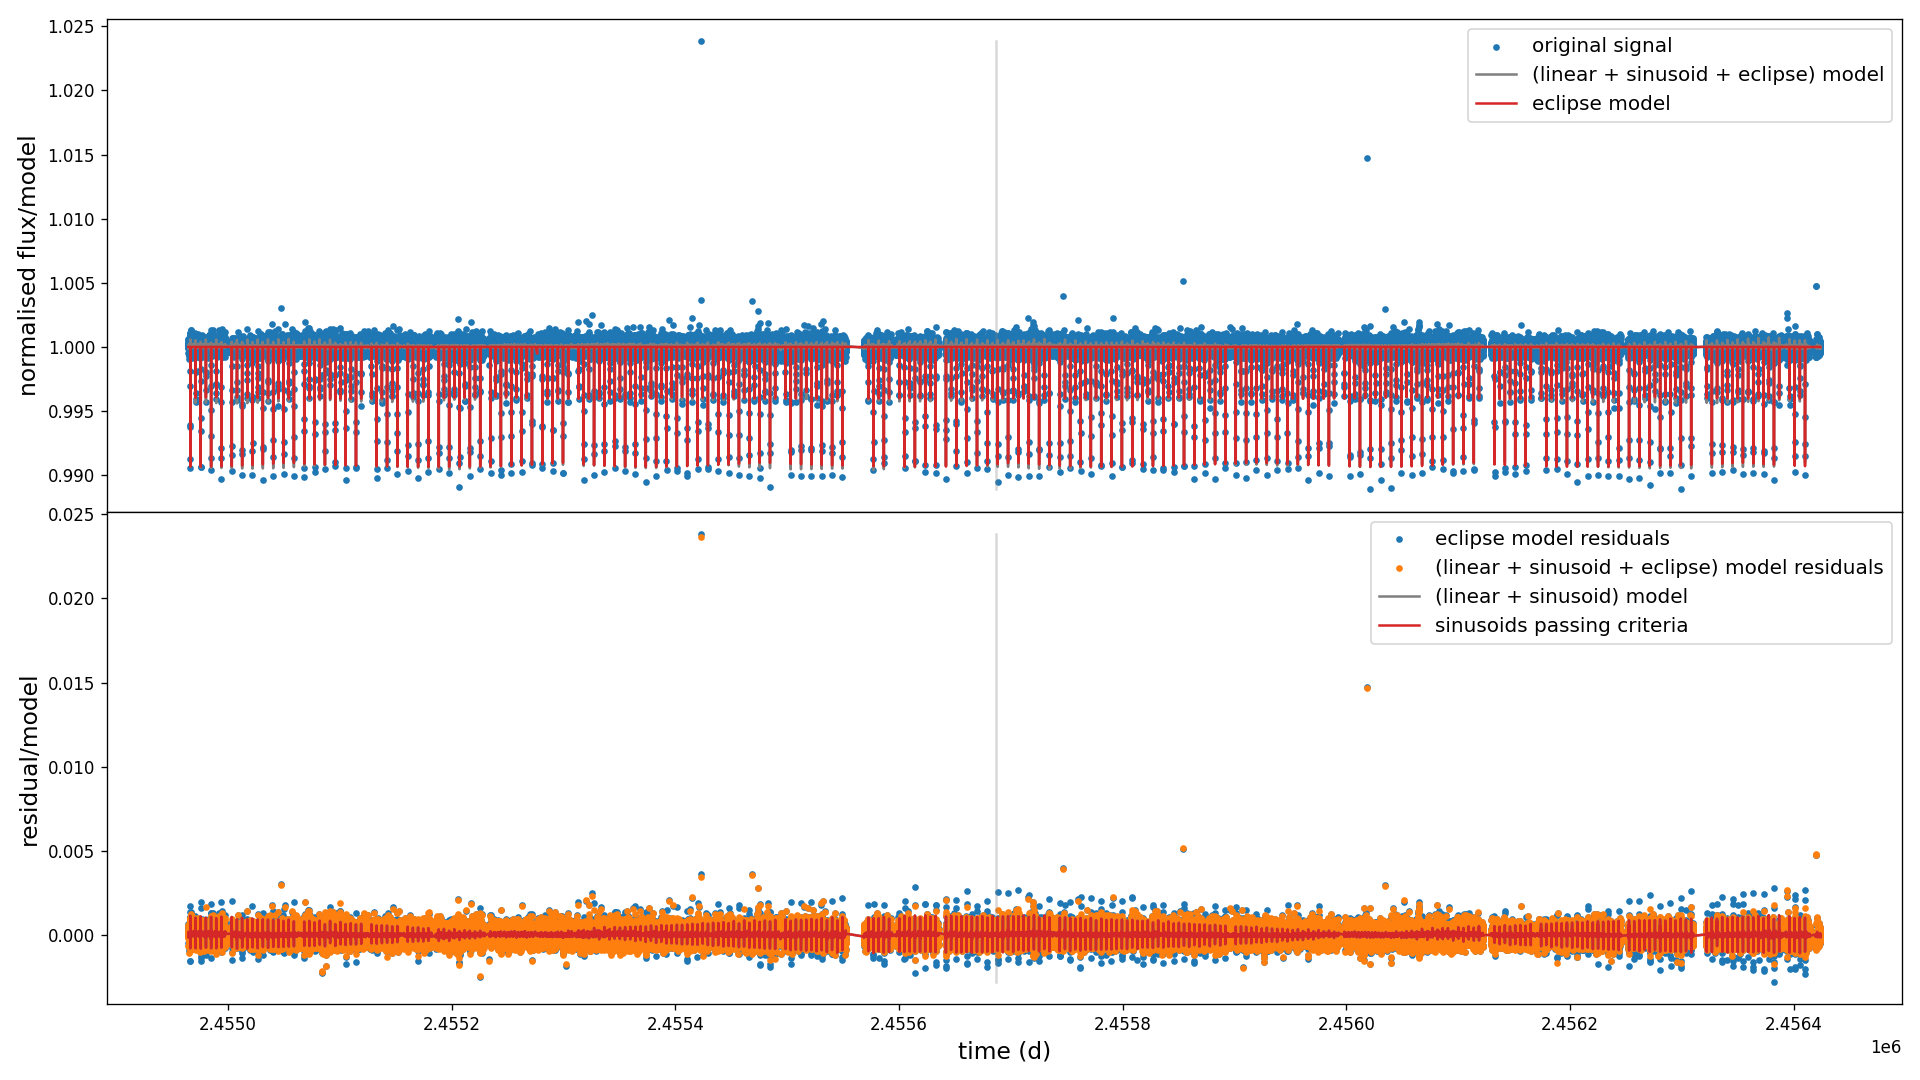 1.025
1.020
1.015
1.010
1.005
1.000
0.995
0.990
normalised flux/model
original signal
(linear + sinusoid + eclipse) model
eclipse model
0.025
0.020
0.015
0.010
0.005
0.000
residual/model
eclipse model residuals
(linear + sinusoid + eclipse) model residuals
(linear + sinusoid) model
sinusoids passing criteria
2.4550 2.4552 2.4554 2.4556 2.4558 2.4560 2.4562 2.4564
1e6
time (d)